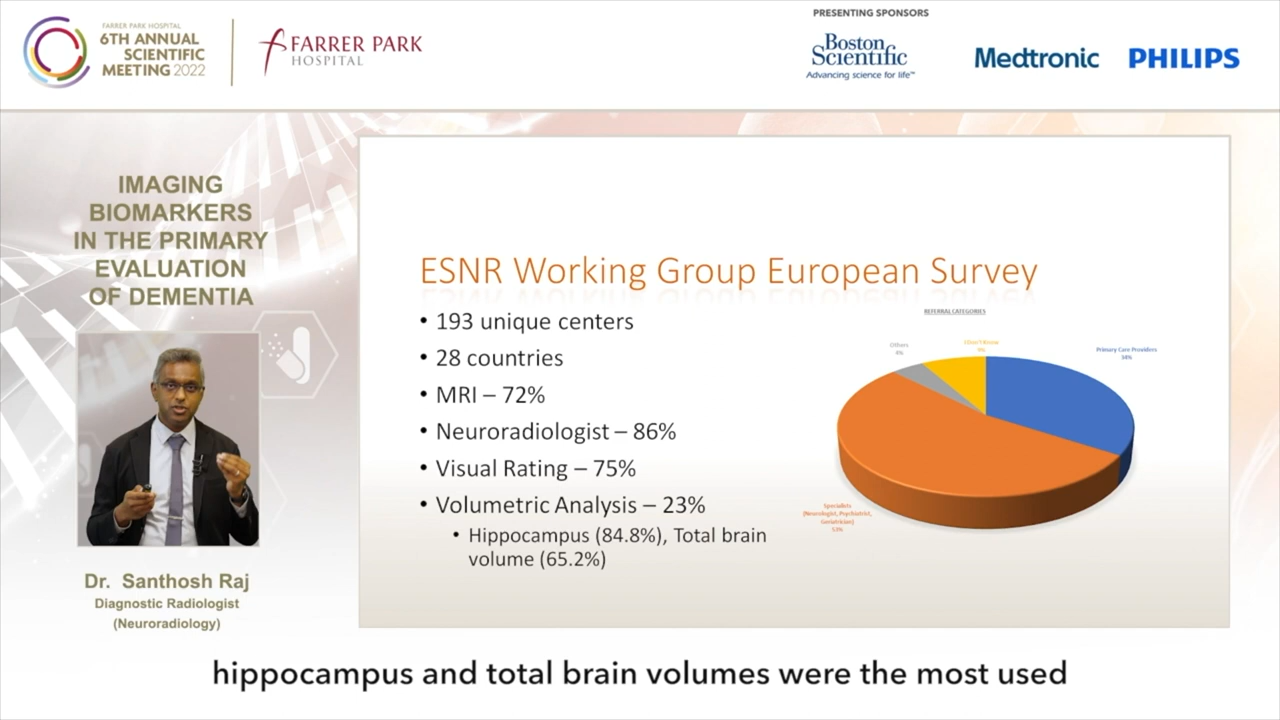 PRESENTING SPONSORS
FARRER PARK HOSPITAL
6TH ANNUAL
SCIENTIFIC
MEETING 2022
FARRER PARK
HOSPITAL
Boston
Scientific
Advancing science for life™
Medtronic
PHILIPS
IMAGING
BIOMARKERS
IN THE PRIMARY
EVALUATION
OF DEMENTIA
Dr. Santhosh Raj
Diagnostic Radiologist
(Neuroradiology)
ESNR Working Group European Survey
• 193 unique centers
• 28 countries
• MRI – 72%
• Neuroradiologist – 86%
• Visual Rating – 75%
• Volumetric Analysis – 23%
• Hippocampus (84.8%), Total brain
volume (65.2%)
REFERRAL CATEGORIES
Others
4%
Primary Care Providers
34%
Specialists
(Neurologist, Psychiatrist,
Geriatrician)
53%
hippocampus and total brain volumes were the most used